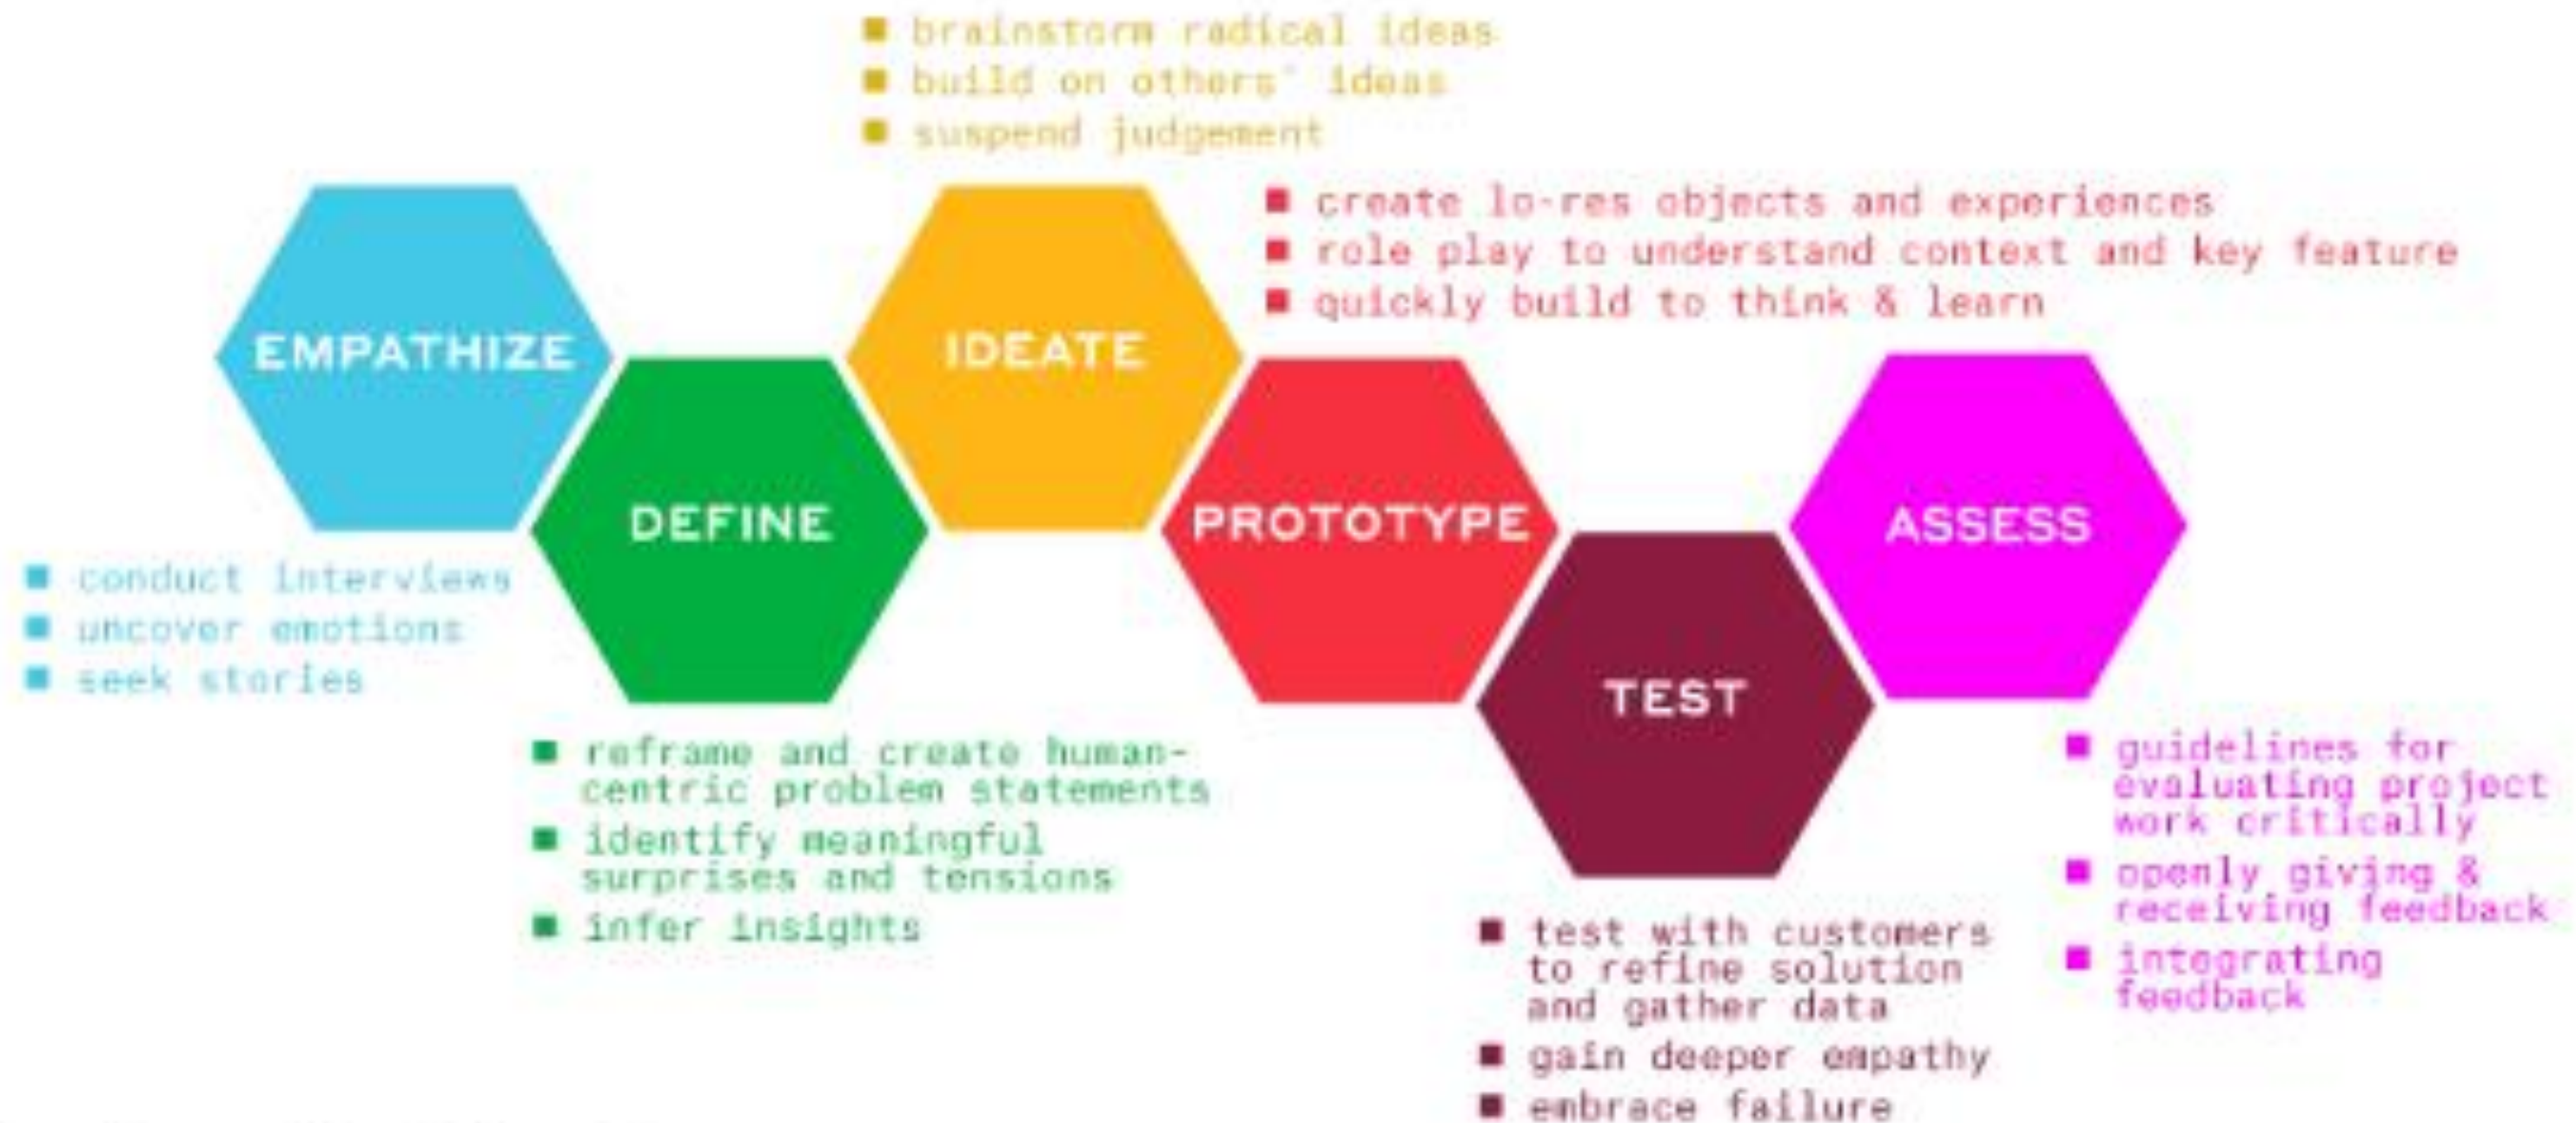 brainstorm radical ideas
build on others' ideas
suspend judgement
create lo-res objects and experiences
role play to understand context and key feature
quickly build to think & learn
EMPATHIZE
IDEATE
DEFINE
PROTOTYPE
ASSESS
TEST
conduct interviews
uncover emotions
seek stories
reframe and create human-
centric problem statements
identify meaningful
surprises and tensions
infer insights
test with customers
to refine solution
and gather data
gain deeper empathy
embrace failure
guidelines for
evaluating project
work critically
openly giving &
receiving feedback
integrating
feedback